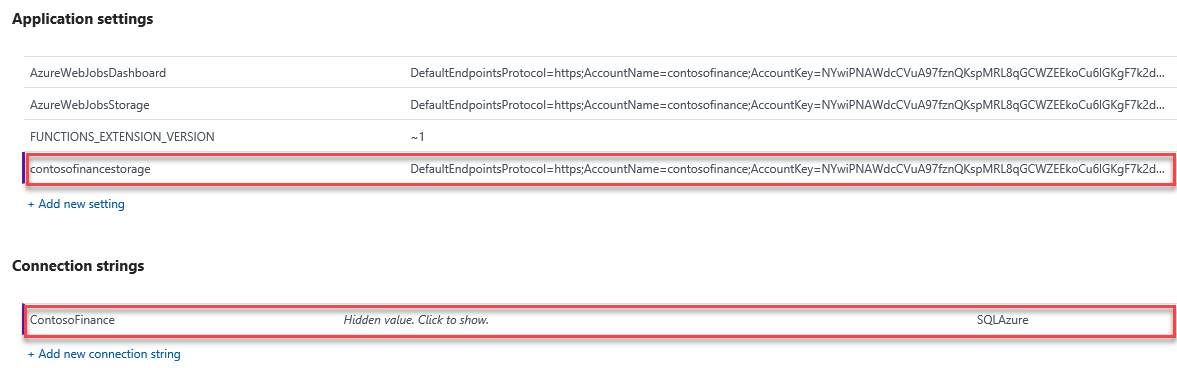 Application settings
AzureWebJobsDashboard DefaultEndpointsProtocol=https;AccountName=contosofinance;AccountKey=NYwiPNAWdcCVuA97fznQKspMRL8qGCWZEEkoCu6lGKgF7k2d...
AzureWebJobsStorage DefaultEndpointsProtocol=https;AccountName=contosofinance;AccountKey=NYwiPNAWdcCVuA97fznQKspMRL8qGCWZEEkoCu6lGKgF7k2d...
FUNCTIONS_EXTENSION_VERSION ~1
contosofinancestorage DefaultEndpointsProtocol=https;AccountName=contosofinance;AccountKey=NYwiPNAWdcCVuA97fznQKspMRL8qGCWZEEkoCu6lGKgF7k2d...
+ Add new setting
Connection strings
ContosoFinance Hidden value. Click to show. SQLAzure
+ Add new connection string